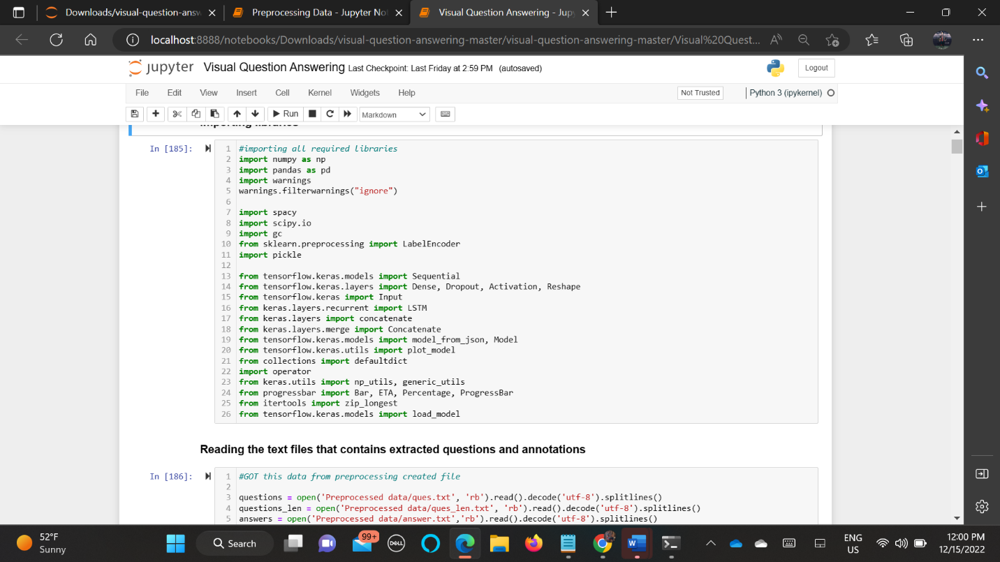 Downloads/visual-question-answ
Preprocessing Data - Jupyter No
Visual Question Answering - Jup
localhost:8888/notebooks/Downloads/visual-question-answering-master/visual-question-answering-master/Visual%20Quest...
jupyter Visual Question Answering Last Checkpoint: Last Friday at 2:59 PM (autosaved)
Logout
File Edit View Insert Cell Kernel Widgets Help
Not Trusted
Python 3 (ipykernel)
Run
Markdown
Importing libraries
In [185]:
1 #importing all required libraries
2 import numpy as np
3 import pandas as pd
4 import warnings
5 warnings.filterwarnings("ignore")
6
7 import spacy
8 import scipy.io
9 import gc
10 from sklearn.preprocessing import LabelEncoder
11 import pickle
12
13 from tensorflow.keras.models import Sequential
14 from tensorflow.keras.layers import Dense, Dropout, Activation, Reshape
15 from tensorflow.keras import Input
16 from keras.layers.recurrent import LSTM
17 from keras.layers import concatenate
18 from keras.layers.merge import Concatenate
19 from tensorflow.keras.models import model_from_json, Model
20 from tensorflow.keras.utils import plot_model
21 from collections import defaultdict
22 import operator
23 from keras.utils import np_utils, generic_utils
24 from progressbar import Bar, ETA, Percentage, ProgressBar
25 from itertools import zip_longest
26 from tensorflow.keras.models import load_model
Reading the text files that contains extracted questions and annotations
In [186]:
1 #GOT this data from preprocessing created file
2
3 questions = open('Preprocessed data/ques.txt', 'rb').read().decode('utf-8').splitlines()
4 questions_len = open('Preprocessed data/ques_len.txt', 'rb').read().decode('utf-8').splitlines()
5 answers = open('Preprocessed data/answer.txt','rb').read().decode('utf-8').splitlines()
52°F
Sunny
Search
99+
DELL
ENG
US
12:00 PM
12/15/2022